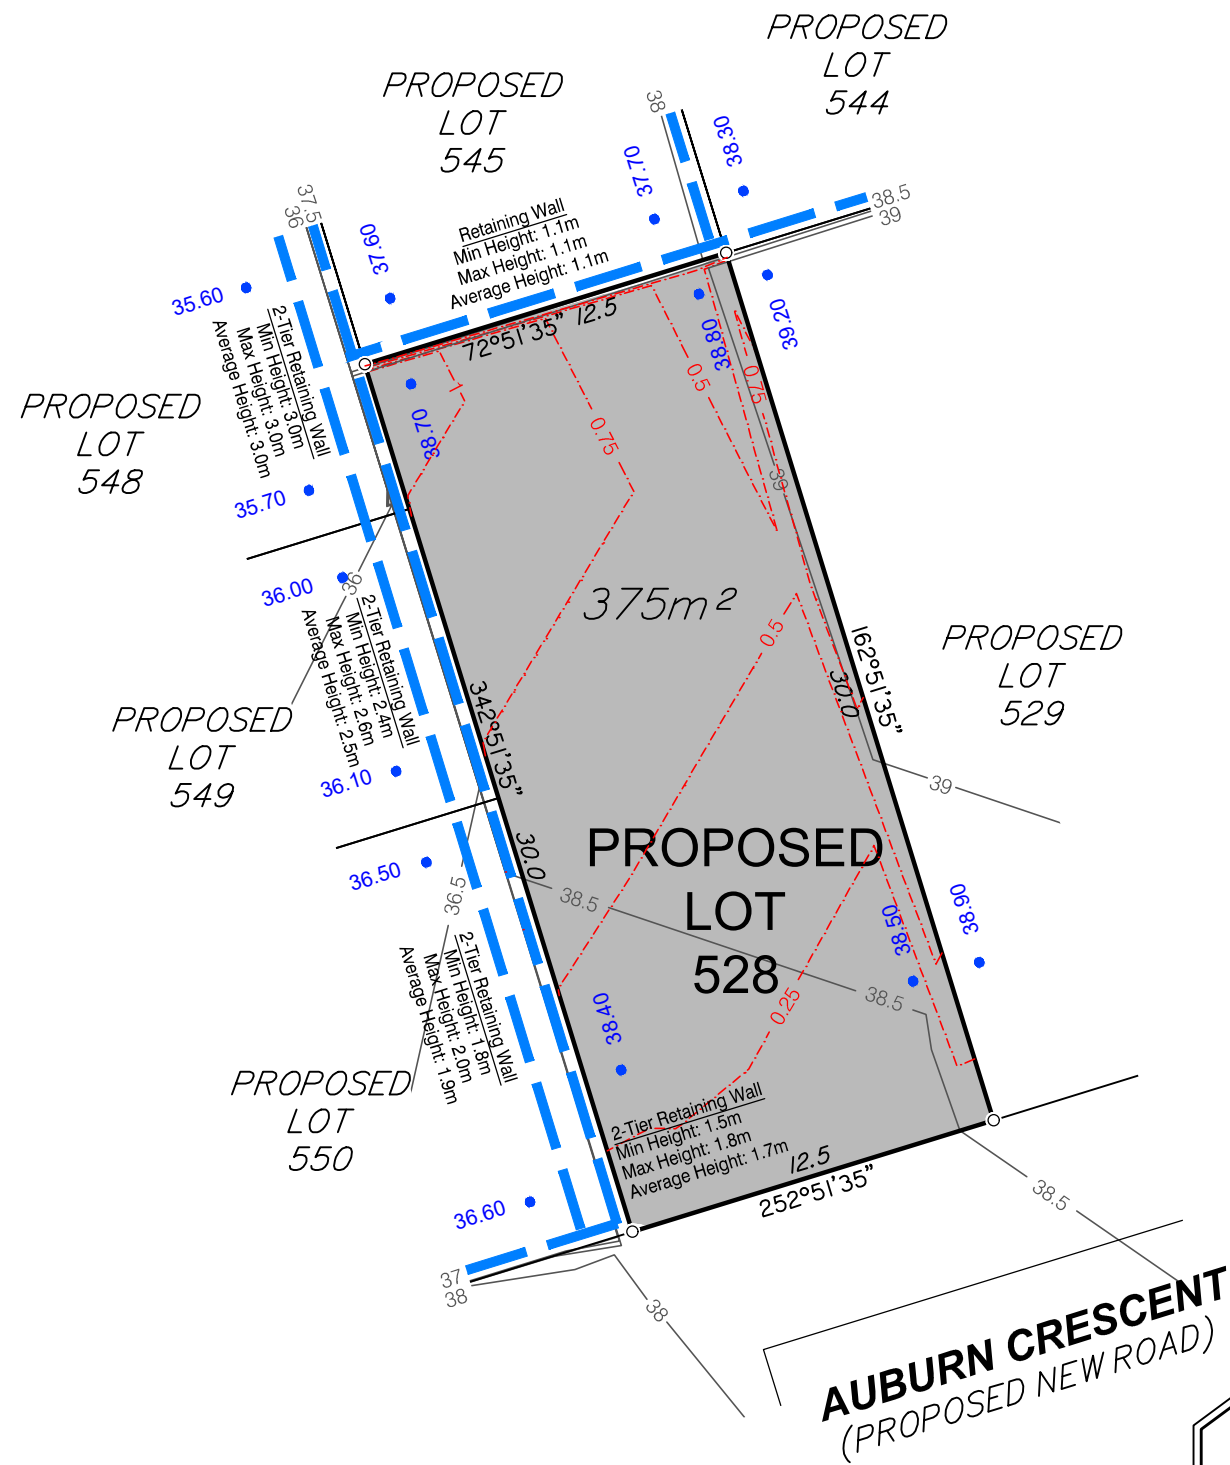 PROPOSED
LOT
544
PROPOSED
LOT
545
38
38.30
37.70
37.5
36
37.60
38.5
39
Retaining Wall
Min Height: 1.1m
Max Height: 1.1m
Average Height: 1.1m
35.60
72°51'35" 12.5
38.80
39.20
2-Tier Retaining Wall
Min Height: 3.0m
Max Height: 3.0m
Average Height: 3.0m
1
0.5
0.75
38.70
0.75
PROPOSED
LOT
548
39
35.70
36.00
36
375m²
0.5
2-Tier Retaining Wall
Min Height: 2.4m
Max Height: 2.6m
Average Height: 2.5m
162°51'35"
30.0
PROPOSED
LOT
529
PROPOSED
LOT
549
342°51'35"
30.0
36.10
39
PROPOSED
LOT
528
36.50
36.5
38.5
38.50
38.90
2-Tier Retaining Wall
Min Height: 1.8m
Max Height: 2.0m
Average Height: 1.9m
38.40
0.25
38.5
PROPOSED
LOT
550
2-Tier Retaining Wall
Min Height: 1.5m
Max Height: 1.8m
Average Height: 1.7m
12.5
252°51'35"
36.60
38.5
37
38
38
AUBURN CRESCENT
(PROPOSED NEW ROAD)